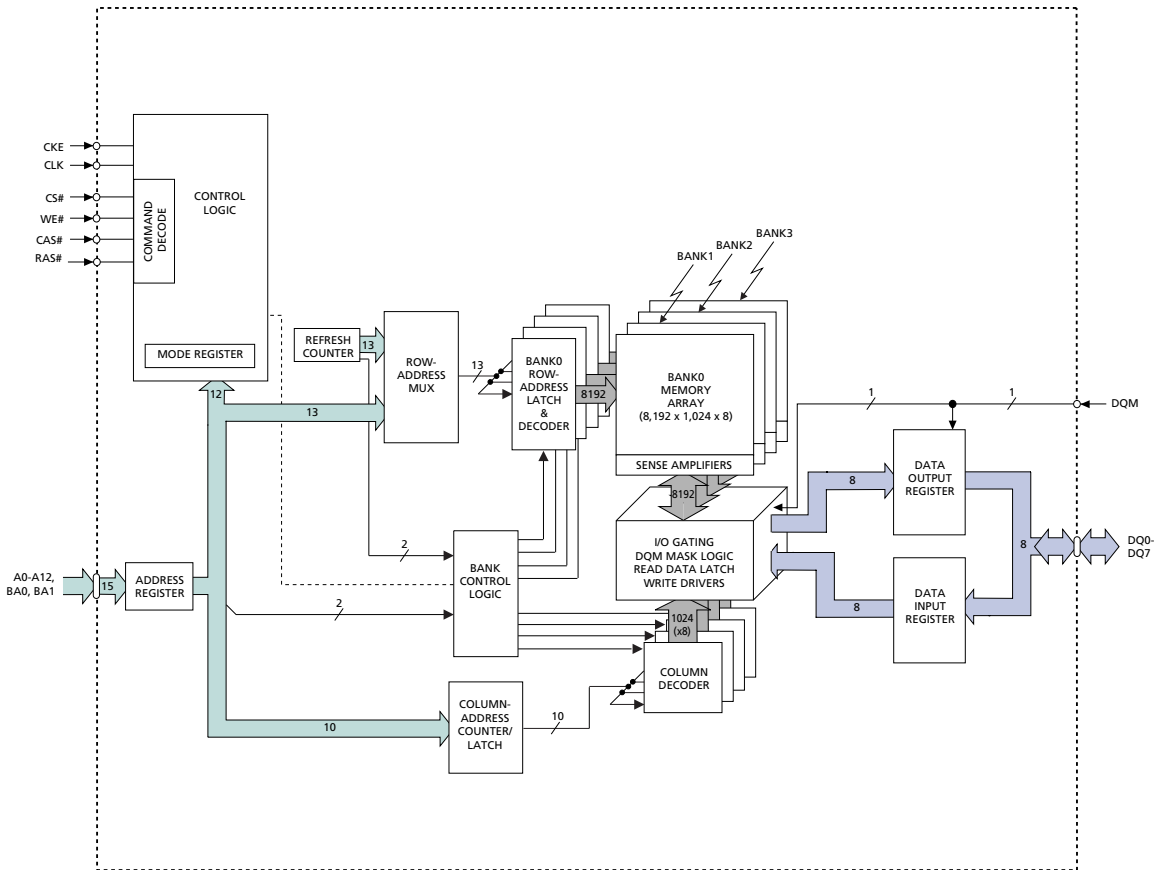 CKE
CLK
CS#
WE#
CAS#
RAS#
COMMAND
DECODE
CONTROL
LOGIC
MODE REGISTER
12
BANK3
BANK2
BANK1
REFRESH
COUNTER
13
ROW-
ADDRESS
MUX
13
13
BANK0
ROW-
ADDRESS
LATCH
&
DECODER
8192
BANK0
MEMORY
ARRAY
(8,192 x 1,024 x 8)
SENSE AMPLIFIERS
8192
1
1
DQM
I/O GATING
DQM MASK LOGIC
READ DATA LATCH
WRITE DRIVERS
8
DATA
OUTPUT
REGISTER
8
DATA
INPUT
REGISTER
8
DQ0-
DQ7
A0-A12,
BA0, BA1
15
ADDRESS
REGISTER
2
2
BANK
CONTROL
LOGIC
1024
(x8)
COLUMN
DECODER
10
COLUMN-
ADDRESS
COUNTER/
LATCH
10